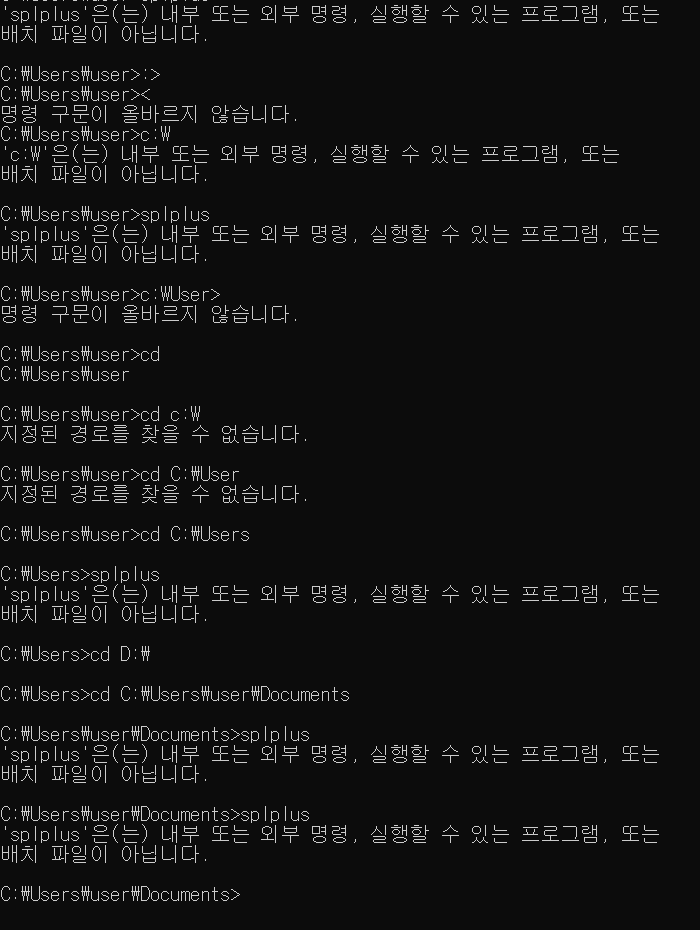 'splplus'은(는) 내부 또는 외부 명령, 실행할 수 있는 프로그램, 또는
배치 파일이 아닙니다.
C:₩Users₩user>:>
C:₩Users₩user><
명령 구문이 올바르지 않습니다.
C:₩Users₩user>c:W
'c:W'은(는) 내부 또는 외부 명령, 실행할 수 있는 프로그램, 또는
배치 파일이 아닙니다.
C:₩Users₩user>splplus
'splplus'은(는) 내부 또는 외부 명령, 실행할 수 있는 프로그램, 또는
배치 파일이 아닙니다.
C:₩Users₩user>c:WUser>
명령 구문이 올바르지 않습니다.
C:₩Users₩user>cd
C:₩Users₩user
C:₩Users₩user>cd c:W
지정된 경로를 찾을 수 없습니다.
C:₩Users₩user>cd C:₩User
지정된 경로를 찾을 수 없습니다.
C:₩Users₩user>cd C:₩Users
C:₩Users>splplus
'splplus'은(는) 내부 또는 외부 명령, 실행할 수 있는 프로그램, 또는
배치 파일이 아닙니다.
C:₩Users>cd D:₩
C:₩Users>cd C:₩Users₩user₩Documents
C:₩Users₩user₩Documents>splplus
'splplus'은(는) 내부 또는 외부 명령, 실행할 수 있는 프로그램, 또는
배치 파일이 아닙니다.
C:₩Users₩user₩Documents>splplus
'splplus'은(는) 내부 또는 외부 명령, 실행할 수 있는 프로그램, 또는
배치 파일이 아닙니다.
C:₩Users₩user₩Documents>